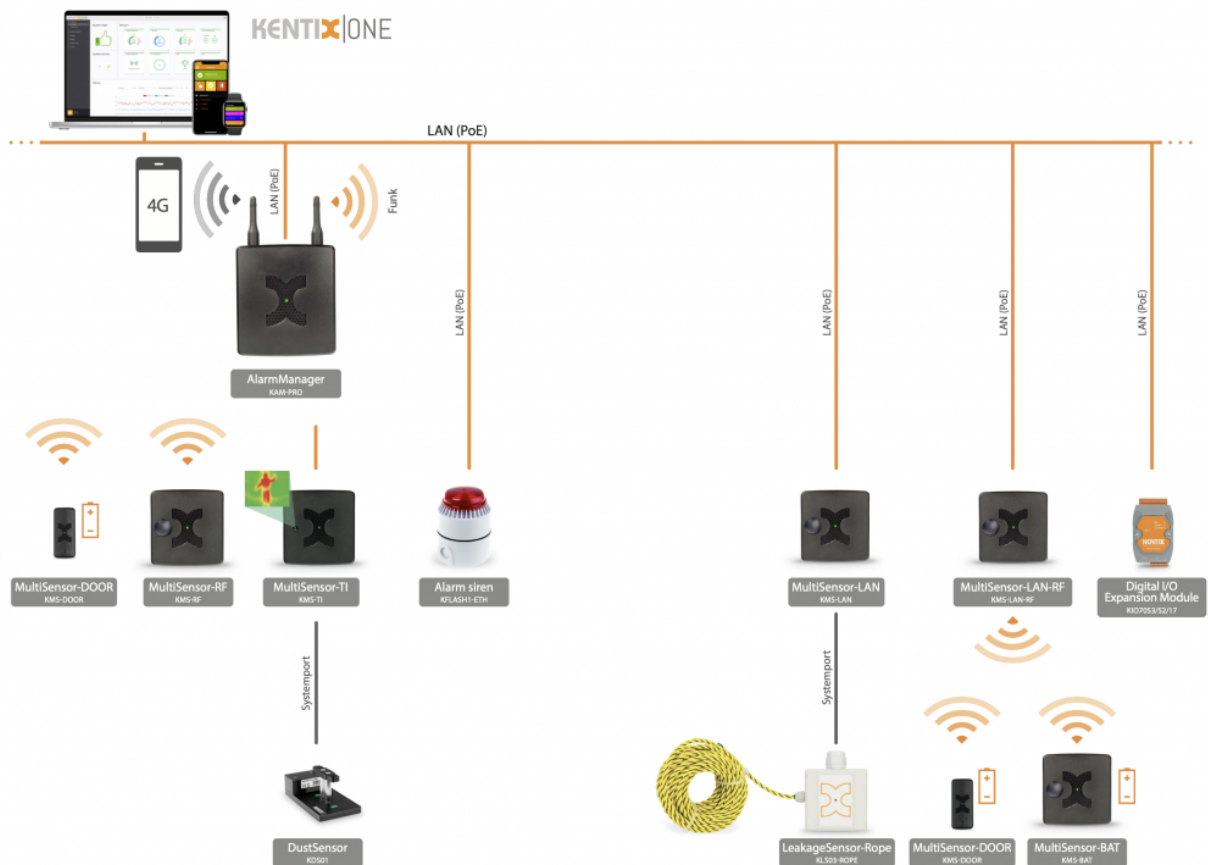 KENTIX|ONE
LAN (PoE)
4G
LAN (PoE)
Funk
LAN (PoE)
LAN (PoE)
LAN (PoE)
LAN (PoE)
AlarmManager
KAM-PRO
MultiSensor-DOOR
KMS-DOOR
MultiSensor-RF
KMS-RF
MultiSensor-TI
KMS-TI
Alarm siren
KFLASH1-ETH
MultiSensor-LAN
KMS-LAN
MultiSensor-LAN-RF
KMS-LAN-RF
KENTIX
Digital I/O
Expansion Module
KIO7053/52/17
Systemport
Systemport
DustSensor
KDS01
LeakageSensor-Rope
KLS03-ROPE
MultiSensor-DOOR
KMS-DOOR
MultiSensor-BAT
KMS-BAT